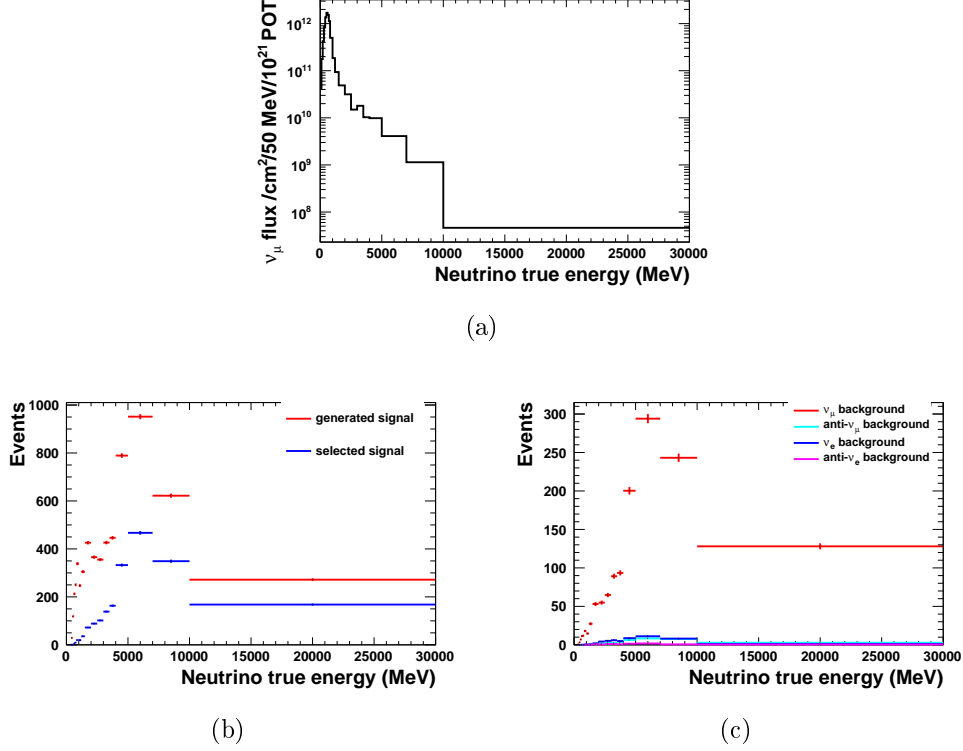 ν_μ flux /cm²/50 MeV/10²¹ POT
10¹²
10¹¹
10¹⁰
10⁹
10⁸
0 5000 10000 15000 20000 25000 30000
Neutrino true energy (MeV)
(a)
Events
1000
800
600
400
200
0
generated signal
selected signal
0 5000 10000 15000 20000 25000 30000
Neutrino true energy (MeV)
(b)
Events
300
250
200
150
100
50
0
ν_μ background
anti-ν_μ background
ν_e background
anti-ν_e background
0 5000 10000 15000 20000 25000 30000
Neutrino true energy (MeV)
(c)